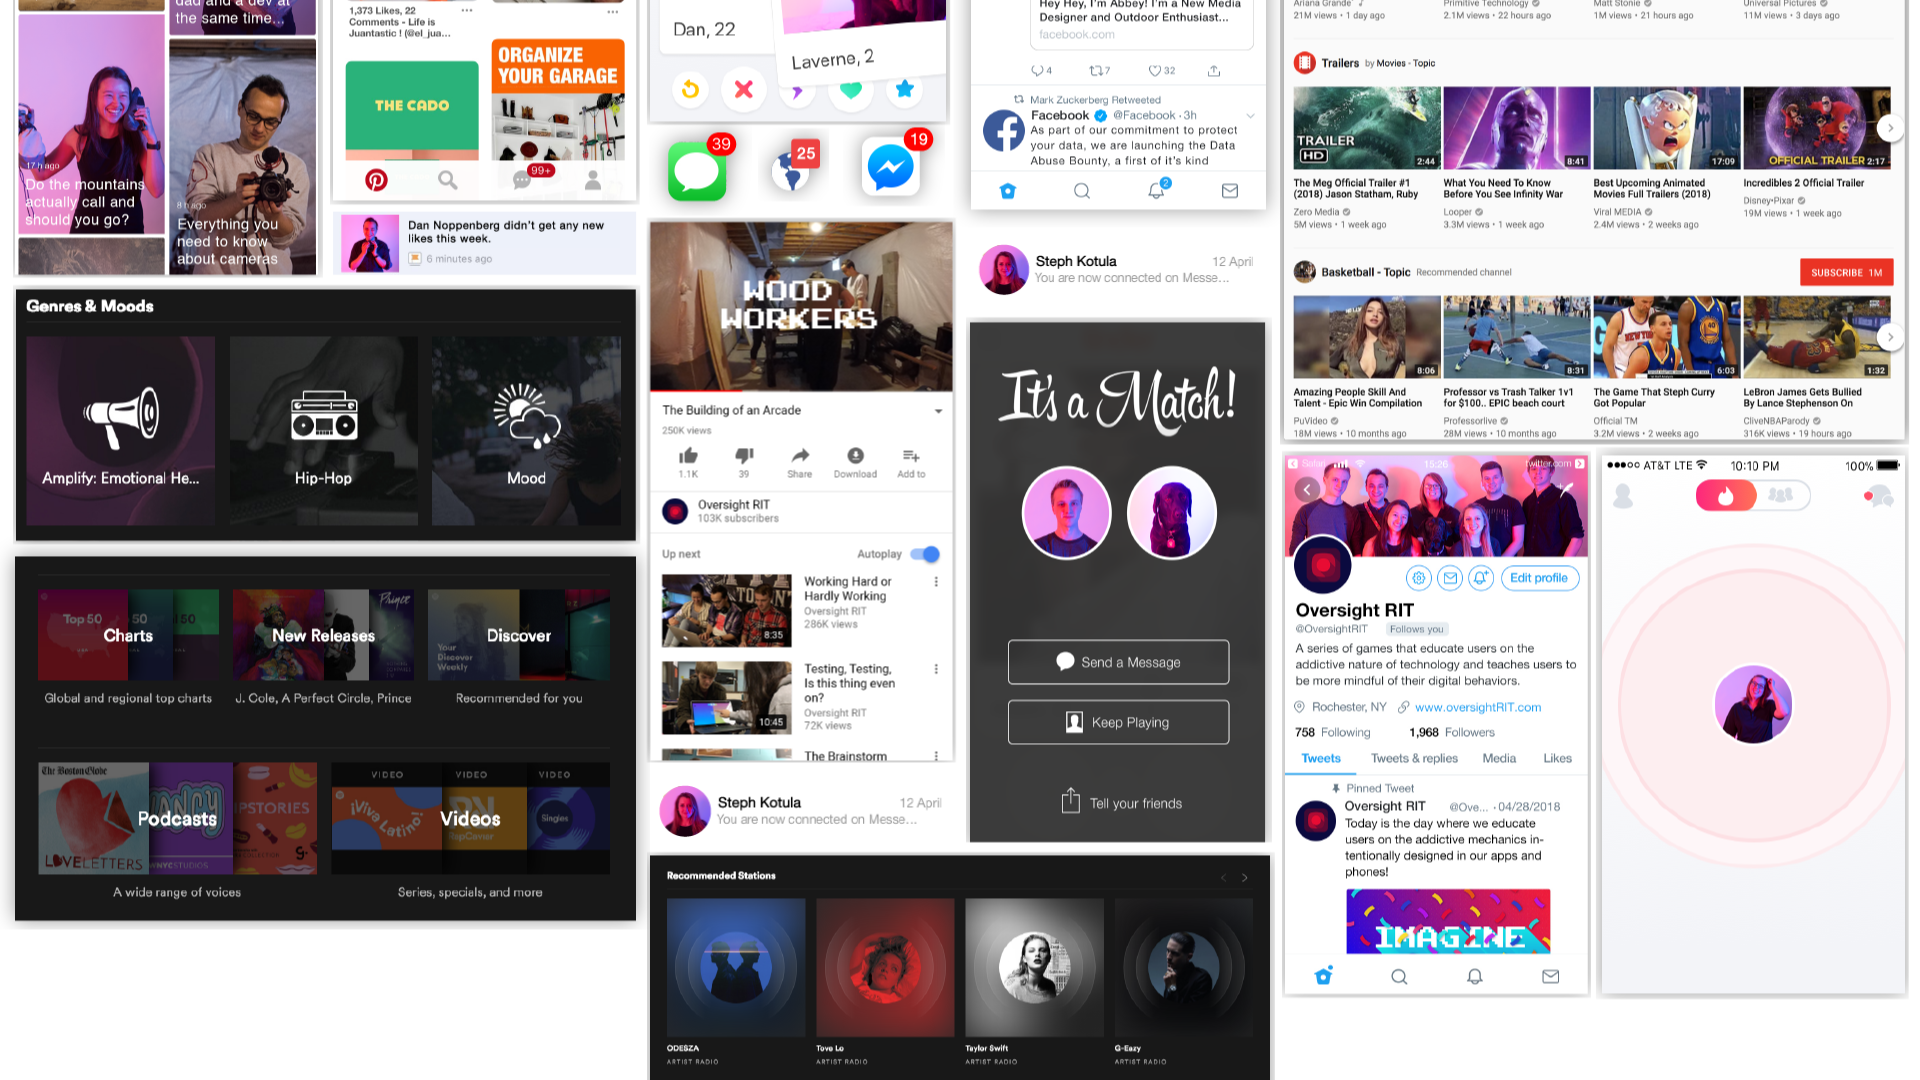 dad and a dev at
the same time...
17 h ago
Do the mountains
actually call and
should you go?
8 h ago
Everything you
need to know
about cameras
1,373 Likes, 22
Comments - Life is
Juantastic ! (@el_jua...
THE CADO
ORGANIZE
YOUR GARAGE
99+
Dan Noppenberg didn't get any new
likes this week.
6 minutes ago
Genres & Moods
Amplify: Emotional He...
Hip-Hop
Mood
Top 50
50
50
Charts
Global and regional top charts
Prince
New Releases
J. Cole, A Perfect Circle, Prince
Your
Discover
Weekly
Discover
Recommended for you
The Boston Globe
LOVELETTERS
WNYCSTUDIOS
Podcasts
A wide range of voices
VIDEO
VIDEO
VIDEO
¡Viva Latino!
RapCaviar
Singles
Videos
Series, specials, and more
Dan, 22
Laverne, 2
39
25
19
WOOD
WORKERS
The Building of an Arcade
250K views
1.1K
39
Share
Download
Add to
Oversight RIT
103K subscribers
Up next
Autoplay
8:35
Working Hard or
Hardly Working
Oversight RIT
286K views
10:45
Testing, Testing,
Is this thing even
on?
Oversight RIT
72K views
The Brainstorm
Steph Kotula
12 April
You are now connected on Messe...
Recommended Stations
ODESZA
ARTIST RADIO
Tove Lo
ARTIST RADIO
Taylor Swift
ARTIST RADIO
G-Eazy
ARTIST RADIO
Hey Hey, I'm Abbey! I'm a New Media
Designer and Outdoor Enthusiast...
facebook.com
4
7
32
Mark Zuckerberg Retweeted
Facebook @Facebook · 3h
As part of our commitment to protect
your data, we are launching the Data
Abuse Bounty, a first of it's kind
2
Steph Kotula
12 April
You are now connected on Messe...
It's a Match!
Send a Message
Keep Playing
Tell your friends
Ariana Grande
21M views • 1 day ago
Primitive Technology
2.1M views • 22 hours ago
Matt Stonie
1M views • 21 hours ago
Universal Pictures
11M views • 3 days ago
Trailers by Movies - Topic
TRAILER
HD
2:44
8:41
17:09
OFFICIAL TRAILER 2:17
The Meg Official Trailer #1
(2018) Jason Statham, Ruby
Zero Media
5M views • 1 week ago
What You Need To Know
Before You See Infinity War
Looper
3.3M views • 1 week ago
Best Upcoming Animated
Movies Full Trailers (2018)
Viral MEDIA
2.4M views • 2 weeks ago
Incredibles 2 Official Trailer
Disney•Pixar
19M views • 1 week ago
Basketball - Topic Recommended channel
SUBSCRIBE 1M
8:06
8:31
6:03
1:32
Amazing People Skill And
Talent - Epic Win Compilation
PuVideo
18M views • 10 months ago
Professor vs Trash Talker 1v1
for $100.. EPIC beach court
Professorlive
28M views • 10 months ago
The Game That Steph Curry
Got Popular
Official TM
3.2M views • 2 weeks ago
LeBron James Gets Bullied
By Lance Stephenson On
CliveNBAParody
316K views • 19 hours ago
Safari
15:26
twitter.com
Edit profile
Oversight RIT
@OversightRIT Follows you
A series of games that educate users on the
addictive nature of technology and teaches users to
be more mindful of their digital behaviors.
Rochester, NY www.oversightRIT.com
758 Following 1,968 Followers
Tweets Tweets & replies Media Likes
Pinned Tweet
Oversight RIT @Ove... · 04/28/2018
Today is the day where we educate
users on the addictive mechanics in-
tentionally designed in our apps and
phones!
IMAGINE
AT&T LTE 10:10 PM 100%